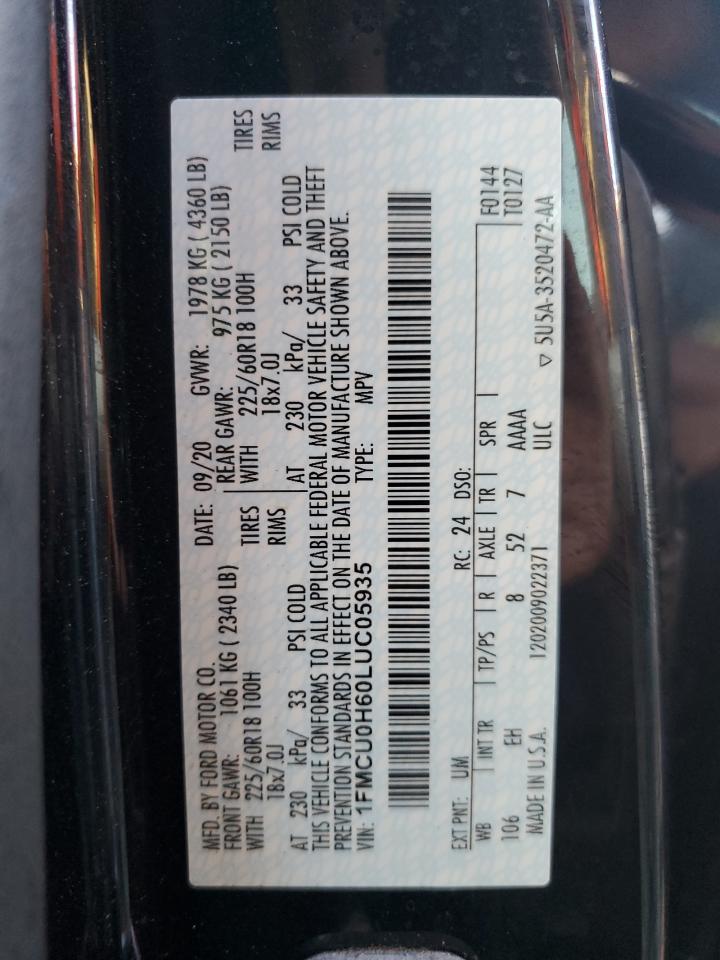 MFD. BY FORD MOTOR CO. DATE: 09/20 GVWR: 1978 KG ( 4360 LB)
FRONT GAWR: 1061 KG ( 2340 LB) REAR GAWR: 975 KG ( 2150 LB)
WITH 225/60R18 100H TIRES WITH 225/60R18 100H TIRES
18x7.0J RIMS 18x7.0J RIMS
AT 230 kPa/ 33 PSI COLD AT 230 kPa/ 33 PSI COLD
THIS VEHICLE CONFORMS TO ALL APPLICABLE FEDERAL MOTOR VEHICLE SAFETY AND THEFT
PREVENTION STANDARDS IN EFFECT ON THE DATE OF MANUFACTURE SHOWN ABOVE.
VIN: 1FMCU0H60LUC05935 TYPE: MPV
EXT PNT: UM RC: 24 DSO:
WB INT TR TP/PS R AXLE TR SPR F0144
106 EH 8 52 7 AAAA T0127
ULC
MADE IN U.S.A. 1202009022371 ▽ 5U5A-3520472-AA